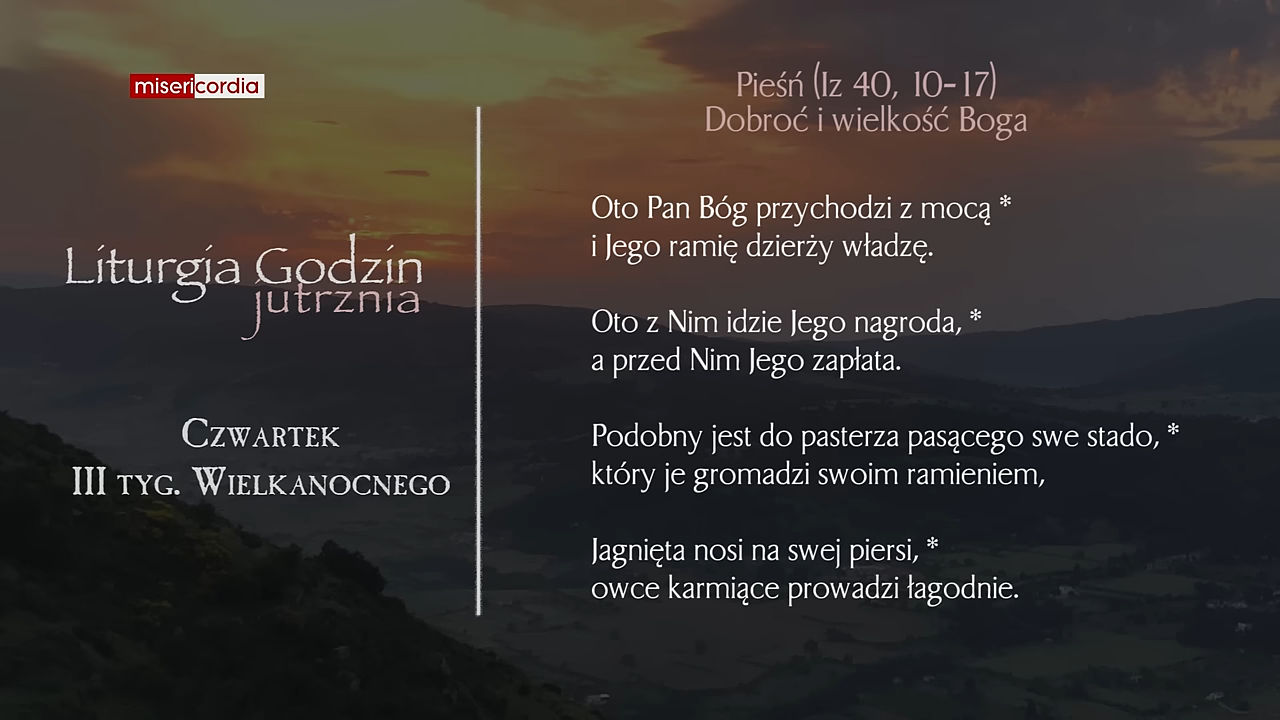 misericordia
Liturgia Godzin
jutrznia
Czwartek
III tyg. Wielkanocnego
Pieśń (Iz 40, 10-17)
Dobroć i wielkość Boga
Oto Pan Bóg przychodzi z mocą *
i Jego ramię dzierży władzę.
Oto z Nim idzie Jego nagroda, *
a przed Nim Jego zapłata.
Podobny jest do pasterza pasącego swe stado, *
który je gromadzi swoim ramieniem,
Jagnięta nosi na swej piersi, *
owce karmiące prowadzi łagodnie.